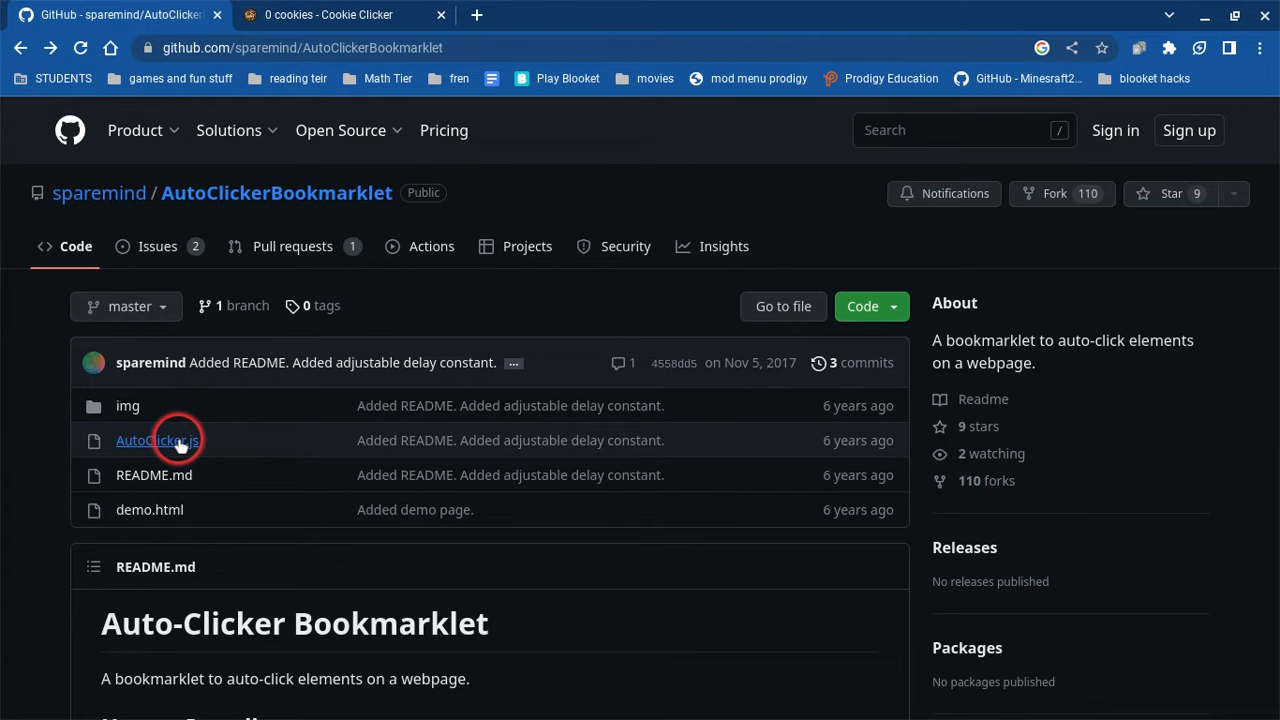 GitHub - sparemind/AutoClicker
0 cookies - Cookie Clicker
github.com/sparemind/AutoClickerBookmarklet
STUDENTS games and fun stuff reading teir Math Tier fren Play Blooket movies mod menu prodigy Prodigy Education GitHub - Minesraft2... blooket hacks
Product Solutions Open Source Pricing Search / Sign in Sign up
sparemind / AutoClickerBookmarklet Public Notifications Fork 110 Star 9
Code Issues 2 Pull requests 1 Actions Projects Security Insights
master 1 branch 0 tags Go to file Code
sparemind Added README. Added adjustable delay constant. ... 1 4558dd5 on Nov 5, 2017 3 commits
img Added README. Added adjustable delay constant. 6 years ago
AutoClicker.js Added README. Added adjustable delay constant. 6 years ago
README.md Added README. Added adjustable delay constant. 6 years ago
demo.html Added demo page. 6 years ago
README.md
Auto-Clicker Bookmarklet
A bookmarklet to auto-click elements on a webpage.
About
A bookmarklet to auto-click elements
on a webpage.
Readme
9 stars
2 watching
110 forks
Releases
No releases published
Packages
No packages published